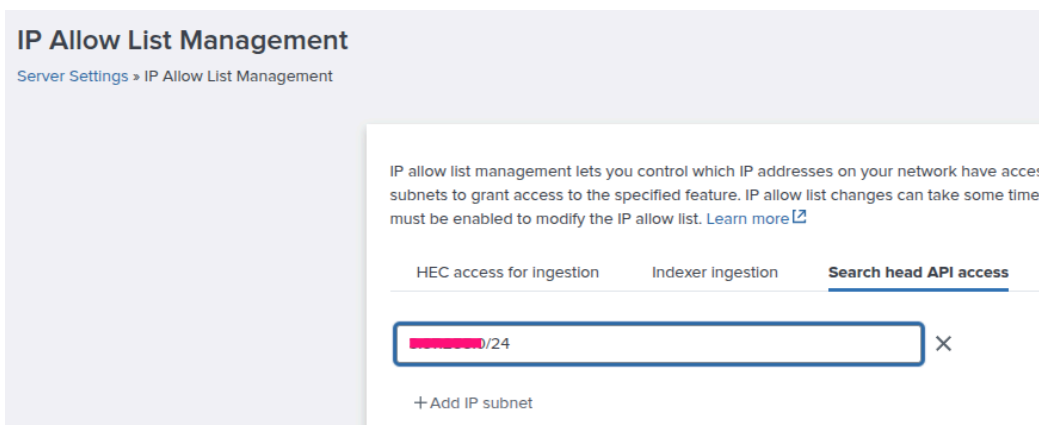 IP Allow List Management
Server Settings » IP Allow List Management
IP allow list management lets you control which IP addresses on your network have acces
subnets to grant access to the specified feature. IP allow list changes can take some time
must be enabled to modify the IP allow list. Learn more
HEC access for ingestion Indexer ingestion Search head API access
/24
+Add IP subnet